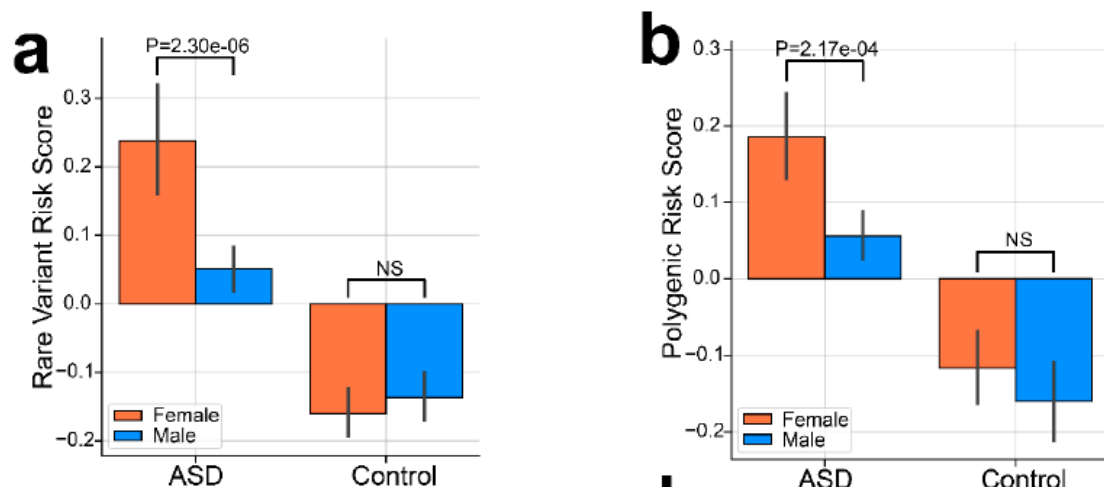 a
P=2.30e-06
Rare Variant Risk Score
0.3
0.2
0.1
0.0
−0.1
−0.2
NS
Female
Male
ASD
Control
b
P=2.17e-04
Polygenic Risk Score
0.3
0.2
0.1
0.0
−0.1
−0.2
NS
Female
Male
ASD
Control